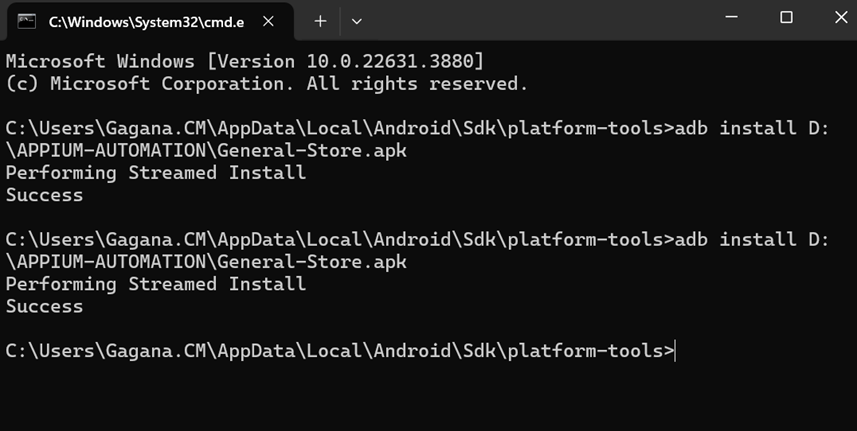 C:\Windows\System32\cmd.e
Microsoft Windows [Version 10.0.22631.3880]
(c) Microsoft Corporation. All rights reserved.
C:\Users\Gagana.CM\AppData\Local\Android\Sdk\platform-tools>adb install D:
\APPIUM-AUTOMATION\General-Store.apk
Performing Streamed Install
Success
C:\Users\Gagana.CM\AppData\Local\Android\Sdk\platform-tools>adb install D:
\APPIUM-AUTOMATION\General-Store.apk
Performing Streamed Install
Success
C:\Users\Gagana.CM\AppData\Local\Android\Sdk\platform-tools>